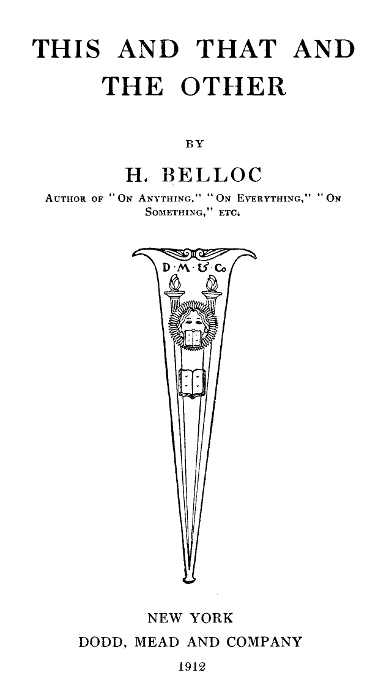 THIS AND THAT AND
THE OTHER
BY
H. BELLOC
AUTHOR OF "ON ANYTHING." "ON EVERYTHING," "ON
SOMETHING," ETC.
D·M·&·Co
NEW YORK
DODD, MEAD AND COMPANY
1912